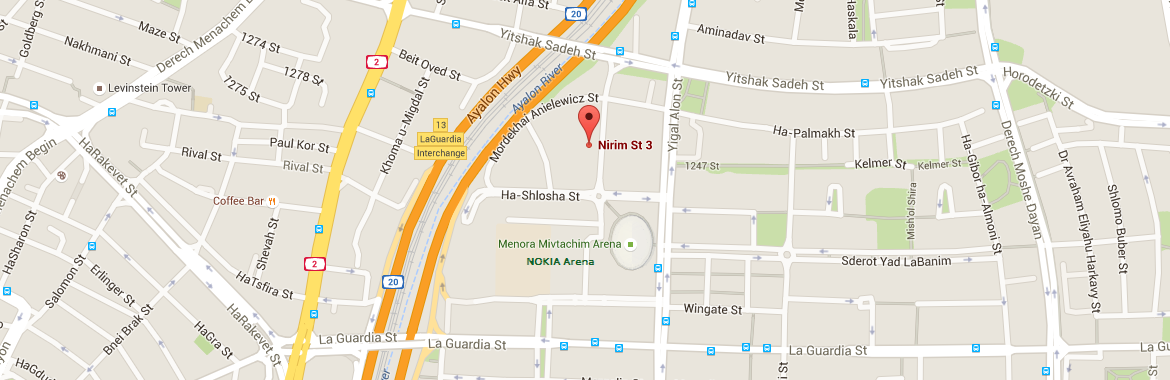 Goldberg St
Maze St
Nakhmani St
Derech Menachem
1274 St
1278 St
1275 St
Levinstein Tower
Menachem Begin
HaRakevet St
Rival St
Paul Kor St
Rival St
Coffee Bar
Shevah St
HaSharon St
Salomon St
Erlinger St
HaTsfira St
Bnei Brak St
HaGra St
HaRakevet St
2
2
Beit Oved St
Khoma u-Migdal St
13
LaGuardia
Interchange
20
20
Ayalon Hwy
Ayalon River
Yitshak Sadeh St
Mordekhai Anielewicz St
Nirim St 3
Ha-Shlosha St
Menora Mivtachim Arena
NOKIA Arena
La Guardia St
La Guardia St
Yigal Alon St
Aminadav St
Yitshak Sadeh St
Yitshak Sadeh St
Horodetzki St
Ha-Palmakh St
1247 St
Kelmer St
Kelmer St
Mish'ol Shira
Ha-Gibor ha-Almoni St
Derech Moshe Dayan
Dr Avraham Eliyahu Harkavy St
Shlomo Buber St
Sderot Yad LaBanim
Wingate St
La Guardia St
La Gu